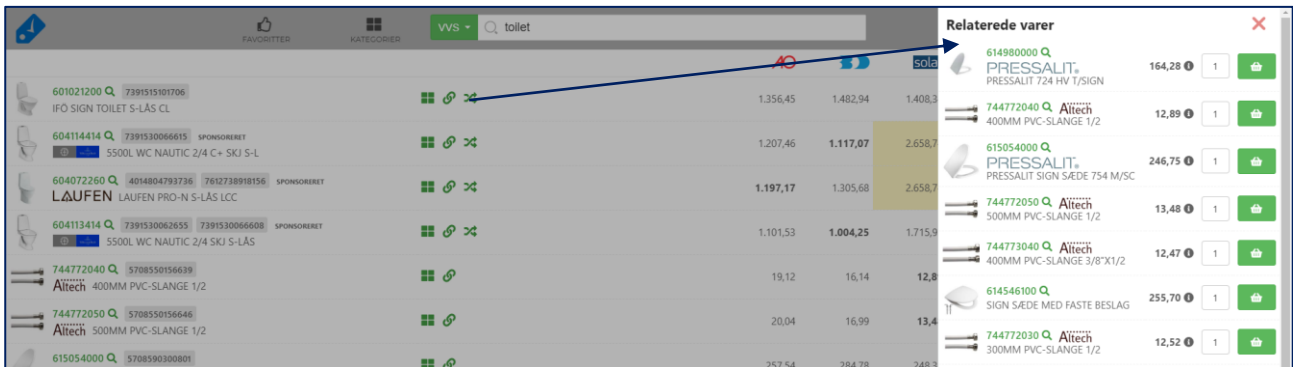 FAVORITTER
KATEGORIER
VVS
toilet
AO
sola
601021200 7391515101706
IFÖ SIGN TOILET S-LÅS CL
1.356,45 1.482,94 1.408,3
604114414 7391530066615 SPONSORERET
5500L WC NAUTIC 2/4 C+ SKJ S-L
1.207,46 1.117,07 2.658,7
604072260 4014804793736 7612738918156 SPONSORERET
LAUFEN LAUFEN PRO-N S-LÅS LCC
1.197,17 1.305,68 2.658,7
604113414 7391530062655 7391530066608 SPONSORERET
5500L WC NAUTIC 2/4 SKJ S-LÅS
1.101,53 1.004,25 1.715,9
744772040 5708550156639
Altech 400MM PVC-SLANGE 1/2
19,12 16,14 12,8
744772050 5708550156646
Altech 500MM PVC-SLANGE 1/2
20,04 16,99 13,4
615054000 5708590300801
257,54 284,78 248,3
Relaterede varer
614980000
PRESSALIT
PRESSALIT 724 HV T/SIGN
164,28 1
744772040 Altech
400MM PVC-SLANGE 1/2
12,89 1
615054000
PRESSALIT
PRESSALIT SIGN SÆDE 754 M/SC
246,75 1
744772050 Altech
500MM PVC-SLANGE 1/2
13,48 1
744773040 Altech
400MM PVC-SLANGE 3/8"X1/2
12,47 1
614546100
SIGN SÆDE MED FASTE BESLAG
255,70 1
744772030 Altech
300MM PVC-SLANGE 1/2
12,52 1